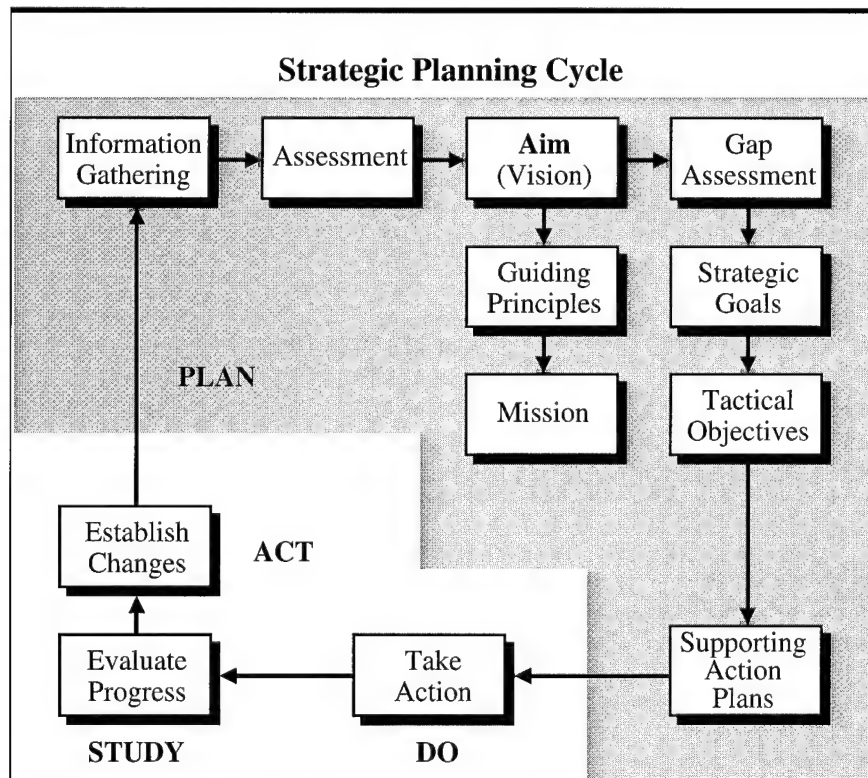 Strategic Planning Cycle
Information
Gathering
Assessment
Aim
(Vision)
Gap
Assessment
Guiding
Principles
Strategic
Goals
PLAN
Mission
Tactical
Objectives
Establish
Changes
ACT
Evaluate
Progress
Take
Action
Supporting
Action
Plans
STUDY
DO